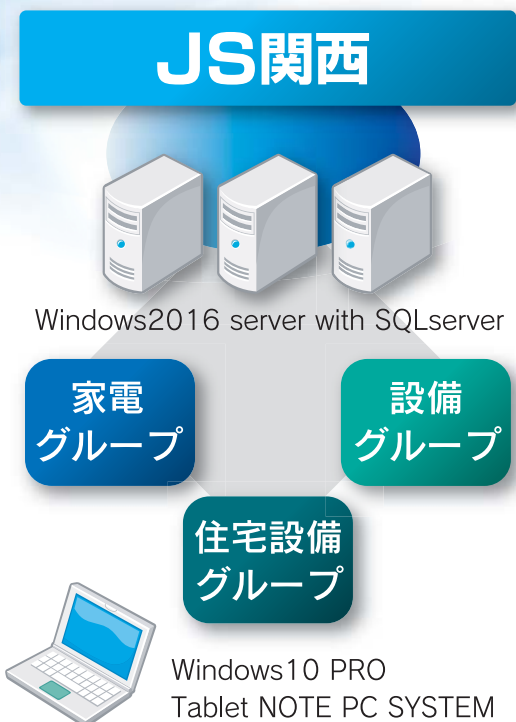 JS関西
Windows2016 server with SQLserver
家電
グループ
設備
グループ
住宅設備
グループ
Windows10 PRO
Tablet NOTE PC SYSTEM